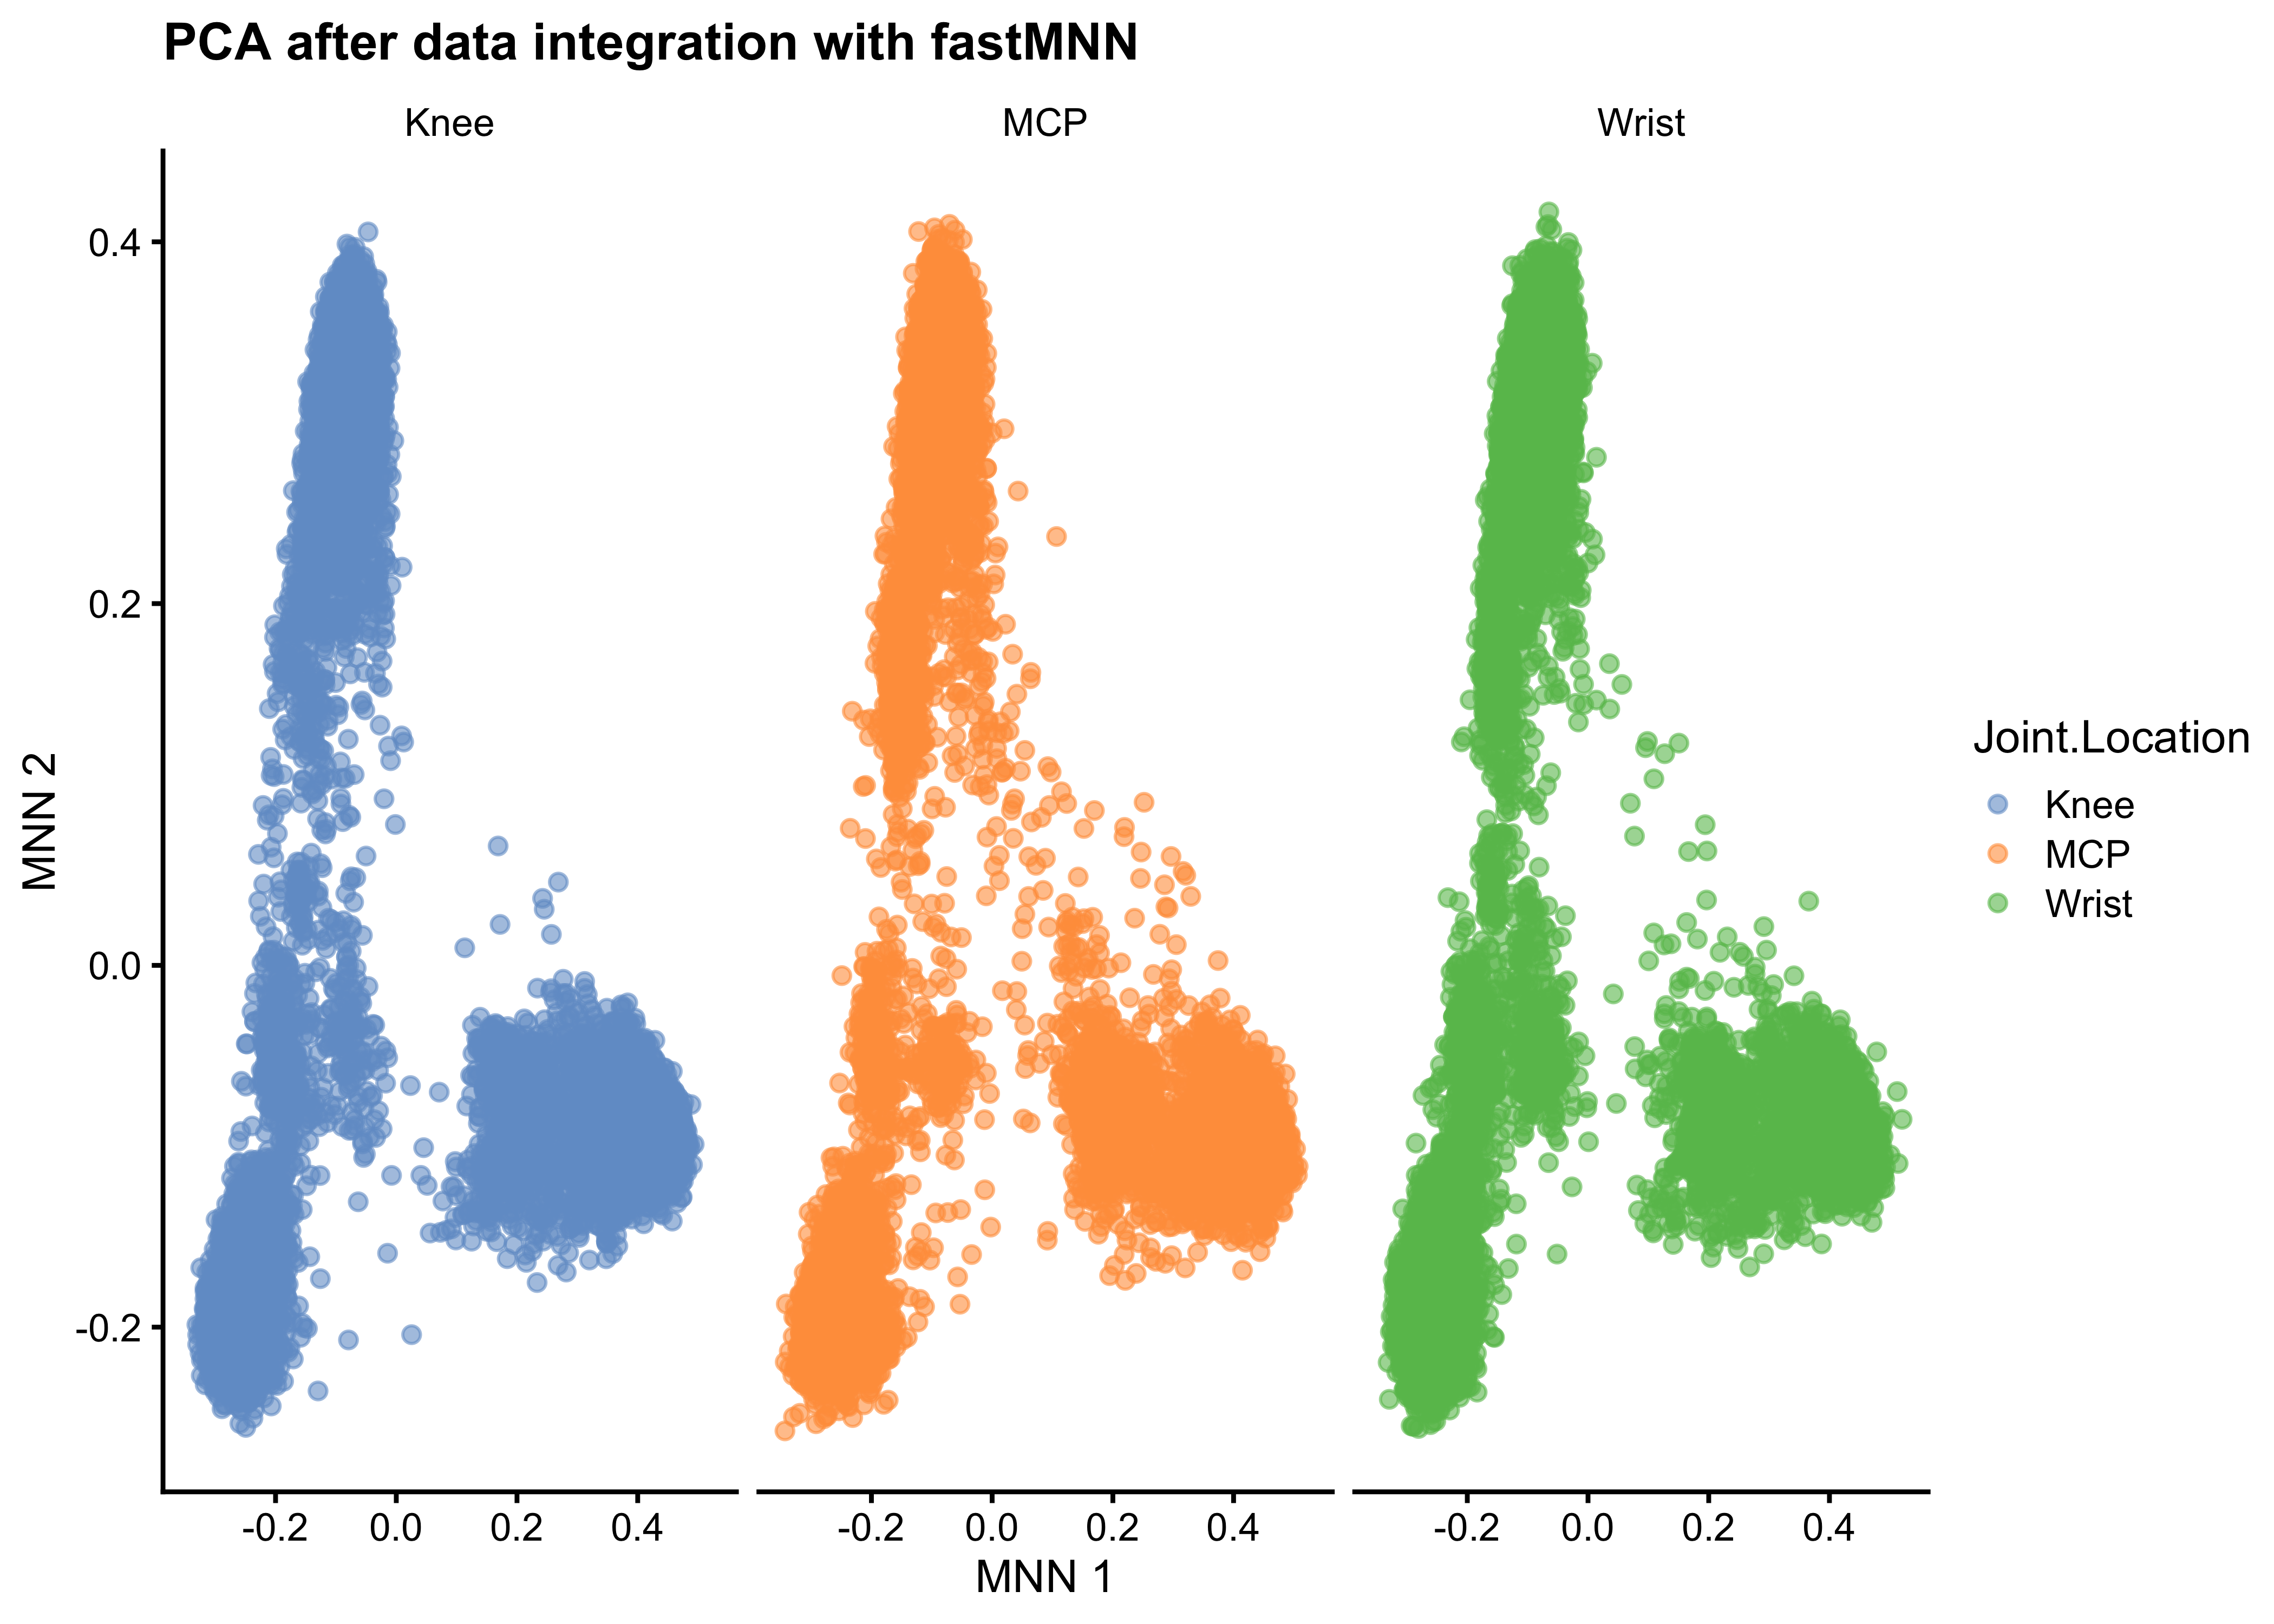 PCA after data integration with fastMNN
Knee MCP Wrist
0.4
0.2
0.0
-0.2
MNN 2
-0.2 0.0 0.2 0.4 -0.2 0.0 0.2 0.4 -0.2 0.0 0.2 0.4
MNN 1
Joint.Location
Knee
MCP
Wrist